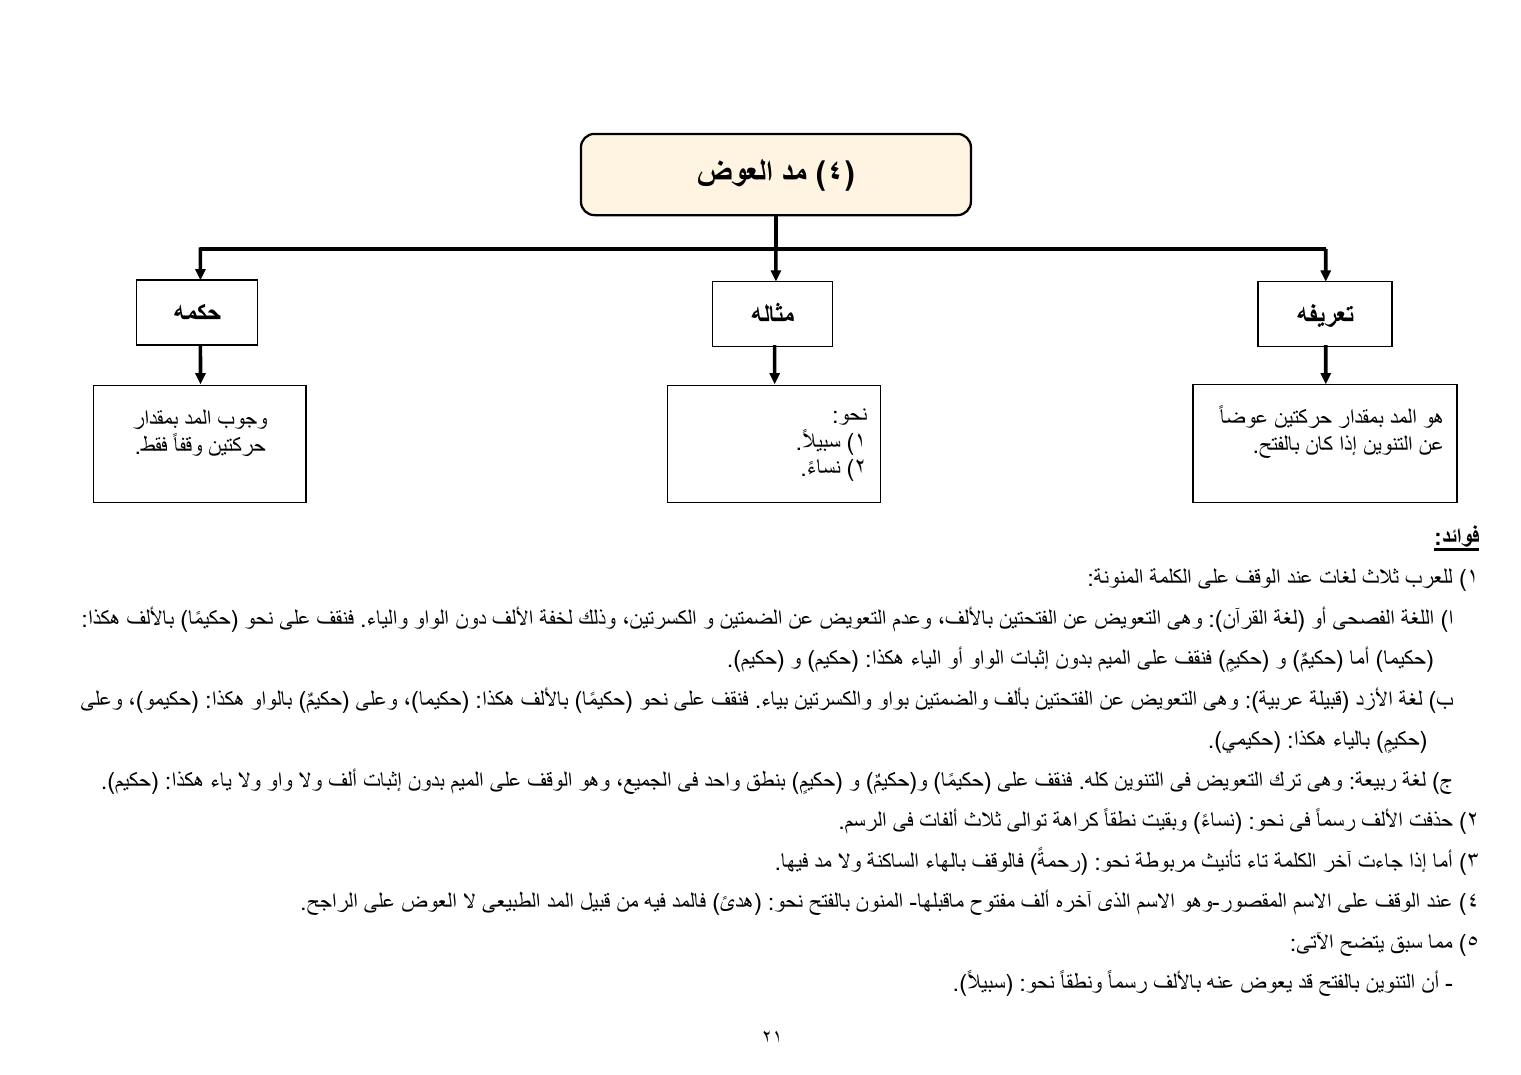 (٤) مد العوض
تعريفه
هو المد بمقدار حركتين عوضاً
عن التنوين إذا كان بالفتح.
مثاله
نحو:
١) سبيلاً.
٢) نساءً.
حكمه
وجوب المد بمقدار
حركتين وقفاً فقط.
فوائد:
١) للعرب ثلاث لغات عند الوقف على الكلمة المنونة:
ا) اللغة الفصحى أو (لغة القرآن): وهى التعويض عن الفتحتين بالألف، وعدم التعويض عن الضمتين و الكسرتين، وذلك لخفة الألف دون الواو والياء. فنقف على نحو (حكيمًا) بالألف هكذا:
(حكيما) أما (حكيمٌ) و (حكيمٍ) فنقف على الميم بدون إثبات الواو أو الياء هكذا: (حكيم) و (حكيم).
ب) لغة الأزد (قبيلة عربية): وهى التعويض عن الفتحتين بألف والضمتين بواو والكسرتين بياء. فنقف على نحو (حكيمًا) بالألف هكذا: (حكيما)، وعلى (حكيمٌ) بالواو هكذا: (حكيمو)، وعلى
(حكيمٍ) بالياء هكذا: (حكيمي).
ج) لغة ربيعة: وهى ترك التعويض فى التنوين كله. فنقف على (حكيمًا) و(حكيمٌ) و (حكيمٍ) بنطق واحد فى الجميع، وهو الوقف على الميم بدون إثبات ألف ولا واو ولا ياء هكذا: (حكيم).
٢) حذفت الألف رسماً فى نحو: (نساءً) وبقيت نطقاً كراهة توالى ثلاث ألفات فى الرسم.
٣) أما إذا جاءت آخر الكلمة تاء تأنيث مربوطة نحو: (رحمةً) فالوقف بالهاء الساكنة ولا مد فيها.
٤) عند الوقف على الاسم المقصور-وهو الاسم الذى آخره ألف مفتوح ماقبلها- المنون بالفتح نحو: (هدىً) فالمد فيه من قبيل المد الطبيعى لا العوض على الراجح.
٥) مما سبق يتضح الآتى:
- أن التنوين بالفتح قد يعوض عنه بالألف رسماً ونطقاً نحو: (سبيلاً).
٢١